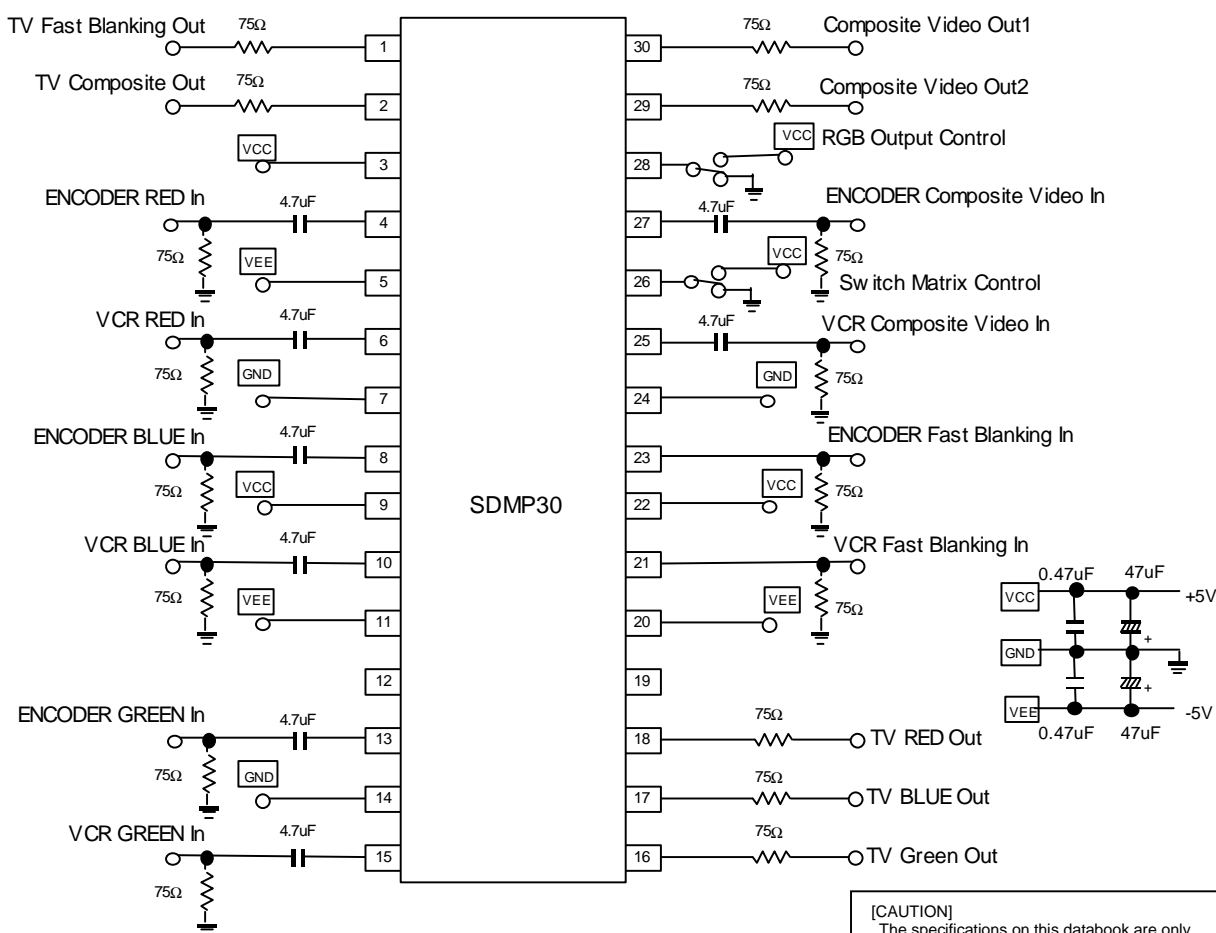 TV Fast Blanking Out
75Ω
1
TV Composite Out
75Ω
2
VCC
3
ENCODER RED In
4.7uF
4
75Ω
VEE
5
VCR RED In
4.7uF
6
75Ω
GND
7
ENCODER BLUE In
4.7uF
8
75Ω
VCC
9
VCR BLUE In
4.7uF
10
75Ω
VEE
11
12
ENCODER GREEN In
4.7uF
13
75Ω
GND
14
VCR GREEN In
4.7uF
15
75Ω
SDMP30
75Ω
Composite Video Out1
30
75Ω
Composite Video Out2
29
VCC
RGB Output Control
28
ENCODER Composite Video In
4.7uF
27
75Ω
VCC
26
Switch Matrix Control
4.7uF
VCR Composite Video In
25
GND
75Ω
24
ENCODER Fast Blanking In
23
VCC
75Ω
22
VCR Fast Blanking In
21
VEE
75Ω
20
19
75Ω
18
TV RED Out
75Ω
17
TV BLUE Out
75Ω
16
TV Green Out
0.47uF
47uF
VCC
+5V
GND
+
+
VEE
-5V
0.47uF
47uF
[CAUTION]
The specifications on this databook are only